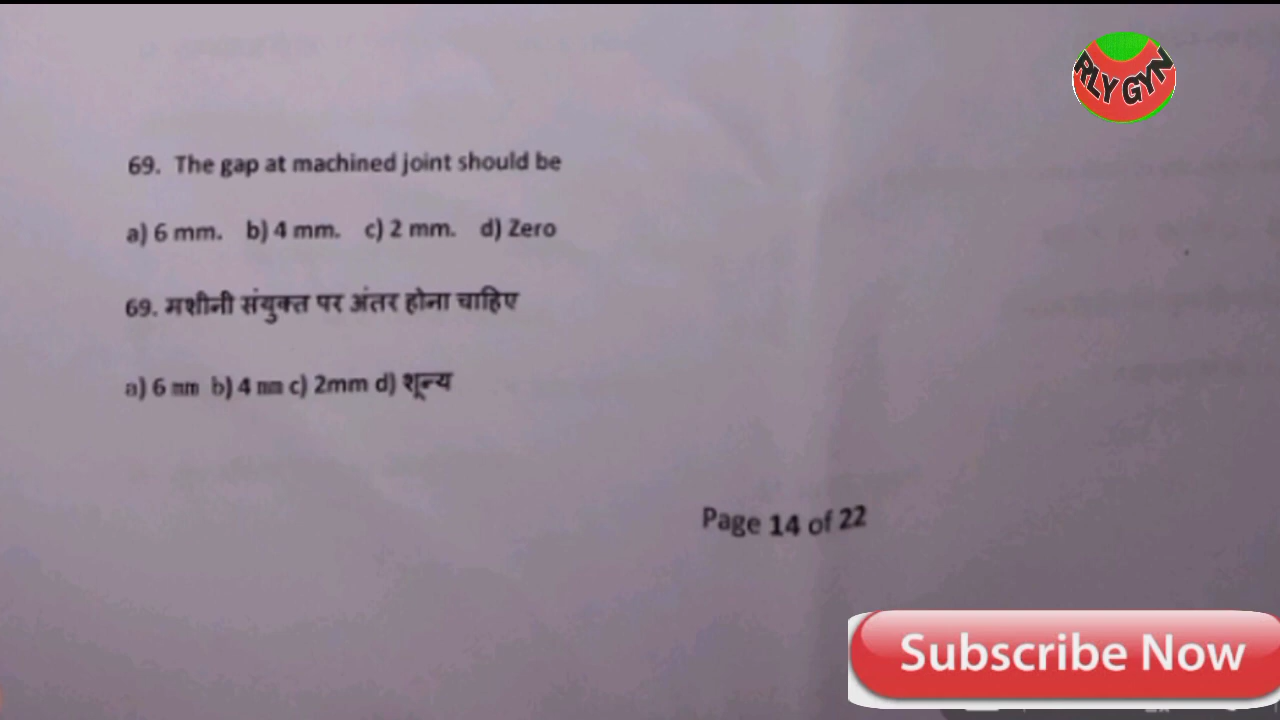 RLY GYN
69. The gap at machined joint should be
a) 6 mm. b) 4 mm. c) 2 mm. d) Zero
69. मशीनी संयुक्त पर अंतर होना चाहिए
a) 6 mm b) 4 mm c) 2mm d) शून्य
Page 14 of 22
Subscribe Now